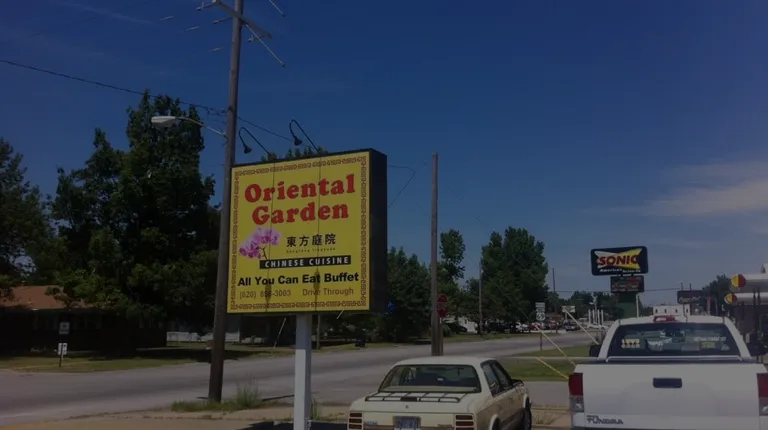 Oriental
Garden
東方庭院
CHINESE CUISINE
All You Can Eat Buffet
Drive Through
SONIC
TUNDRA